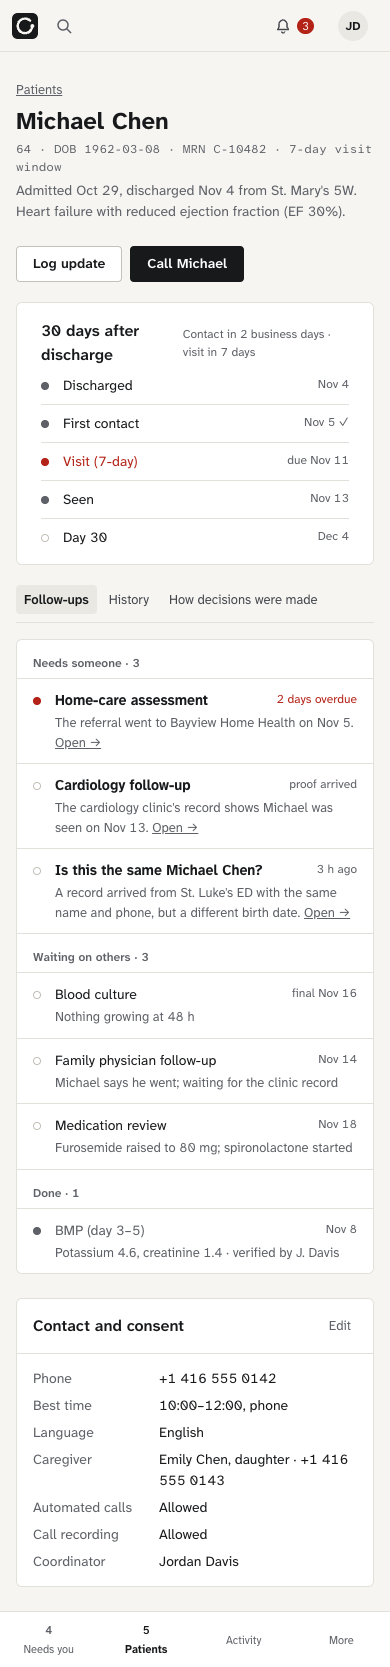 3
JD
Patients
Michael Chen
64 · DOB 1962-03-08 · MRN C-10482 · 7-day visit
window
Admitted Oct 29, discharged Nov 4 from St. Mary's 5W.
Heart failure with reduced ejection fraction (EF 30%).
Log update
Call Michael
30 days after
discharge
Contact in 2 business days ·
visit in 7 days
Discharged Nov 4
First contact Nov 5 ✓
Visit (7-day) due Nov 11
Seen Nov 13
Day 30 Dec 4
Follow-ups History How decisions were made
Needs someone · 3
Home-care assessment 2 days overdue
The referral went to Bayview Home Health on Nov 5.
Open →
Cardiology follow-up proof arrived
The cardiology clinic's record shows Michael was
seen on Nov 13. Open →
Is this the same Michael Chen? 3 h ago
A record arrived from St. Luke's ED with the same
name and phone, but a different birth date. Open →
Waiting on others · 3
Blood culture final Nov 16
Nothing growing at 48 h
Family physician follow-up Nov 14
Michael says he went; waiting for the clinic record
Medication review Nov 18
Furosemide raised to 80 mg; spironolactone started
Done · 1
BMP (day 3–5) Nov 8
Potassium 4.6, creatinine 1.4 · verified by J. Davis
Contact and consent Edit
Phone +1 416 555 0142
Best time 10:00–12:00, phone
Language English
Caregiver Emily Chen, daughter · +1 416
555 0143
Automated calls Allowed
Call recording Allowed
Coordinator Jordan Davis
4 5
Needs you Patients Activity More